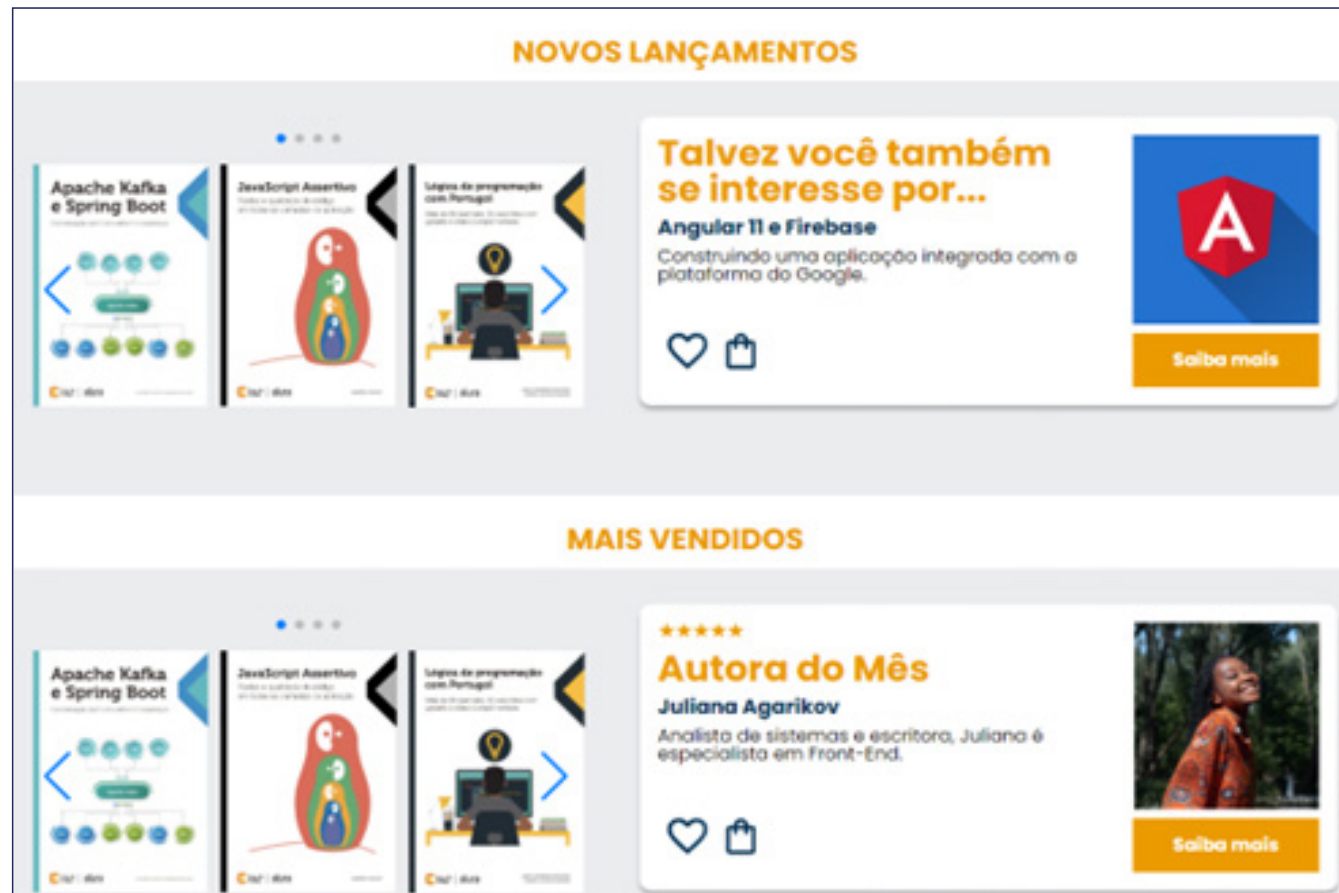 NOVOS LANÇAMENTOS
Apache Kafka
e Spring Boot
JavaScript Assertivo
Lógica de programação
com Portugol
Talvez você também
se interesse por...
Angular 11 e Firebase
Construindo uma aplicação integrada com a
plataforma do Google.
A
Saiba mais
MAIS VENDIDOS
Apache Kafka
e Spring Boot
JavaScript Assertivo
Lógica de programação
com Portugol
Autora do Mês
Juliana Agarikov
Analista de sistemas e escritora, Juliana é
especialista em Front-End.
Saiba mais